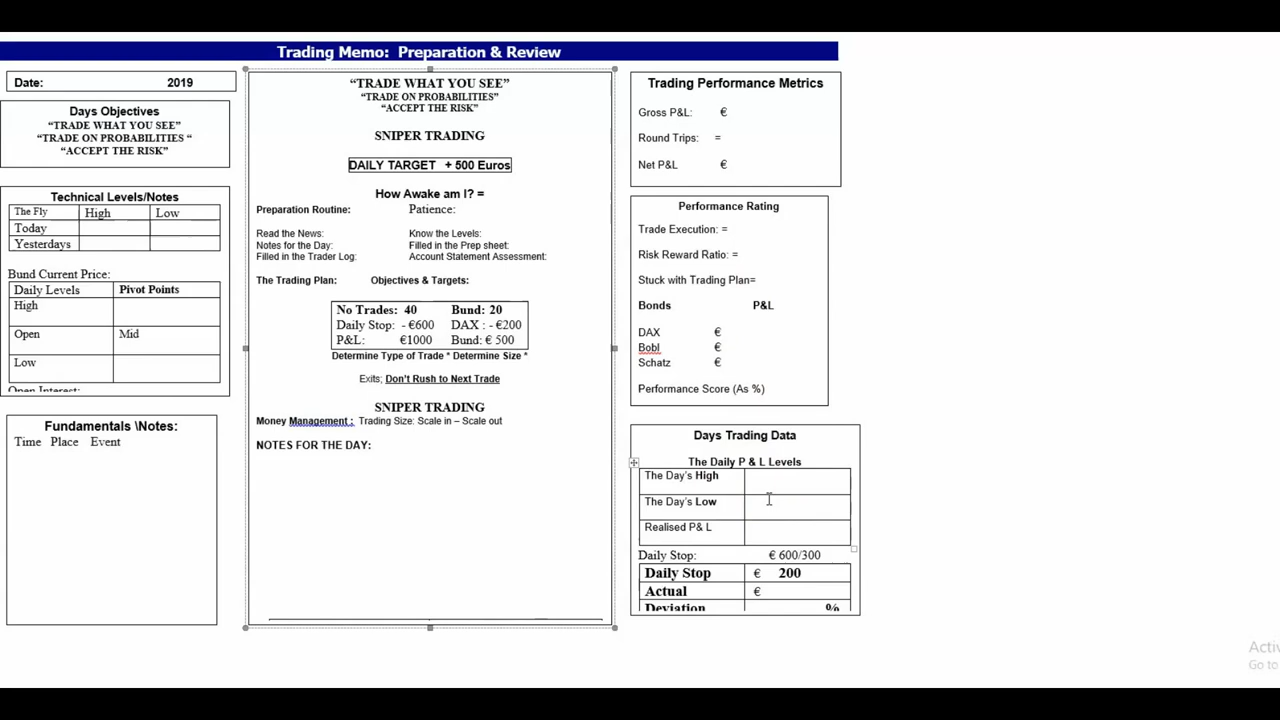 Trading Memo: Preparation & Review
Date: 2019
Days Objectives
“TRADE WHAT YOU SEE”
“TRADE ON PROBABILITIES “
“ACCEPT THE RISK”
Technical Levels/Notes
The Fly High Low
Today
Yesterdays
Bund Current Price:
Daily Levels Pivot Points
High
Open Mid
Low
Open Interest:
Fundamentals \Notes:
Time Place Event
“TRADE WHAT YOU SEE”
“TRADE ON PROBABILITIES”
“ACCEPT THE RISK”
SNIPER TRADING
DAILY TARGET + 500 Euros
How Awake am I? =
Preparation Routine: Patience:
Read the News: Know the Levels:
Notes for the Day: Filled in the Prep sheet:
Filled in the Trader Log: Account Statement Assessment:
The Trading Plan: Objectives & Targets:
No Trades: 40 Bund: 20
Daily Stop: - €600 DAX : - €200
P&L: €1000 Bund: € 500
Determine Type of Trade * Determine Size *
Exits; Don’t Rush to Next Trade
SNIPER TRADING
Money Management : Trading Size: Scale in – Scale out
NOTES FOR THE DAY:
Trading Performance Metrics
Gross P&L: €
Round Trips: =
Net P&L €
Performance Rating
Trade Execution: =
Risk Reward Ratio: =
Stuck with Trading Plan=
Bonds P&L
DAX €
Bobl €
Schatz €
Performance Score (As %)
Days Trading Data
The Daily P & L Levels
The Day’s High
The Day’s Low
Realised P& L
Daily Stop: € 600/300
Daily Stop € 200
Actual €
Deviation %
Activ
Go to